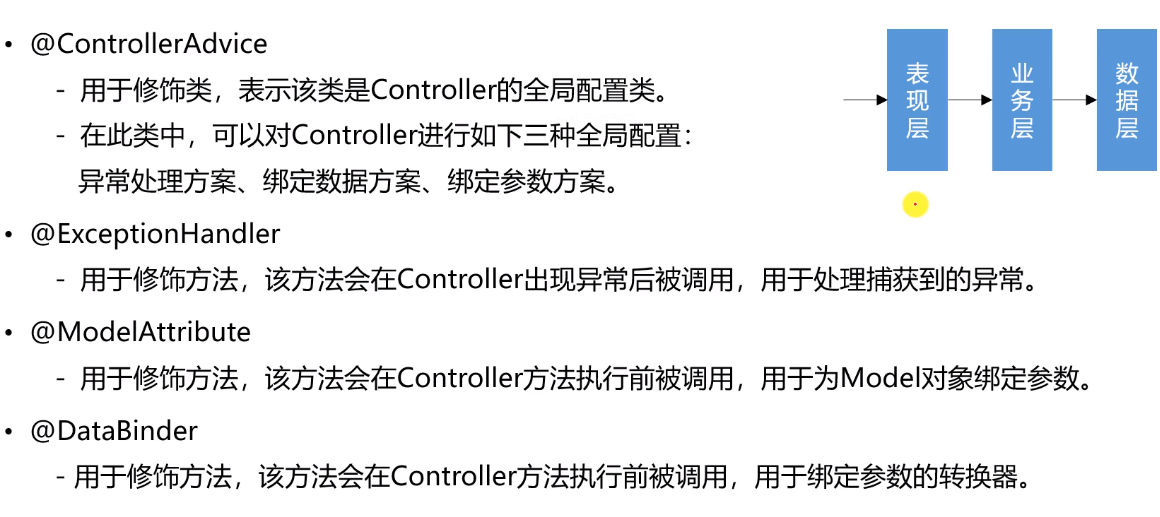 • @ControllerAdvice
- 用于修饰类，表示该类是Controller的全局配置类。
- 在此类中，可以对Controller进行如下三种全局配置：
异常处理方案、绑定数据方案、绑定参数方案。
• @ExceptionHandler
- 用于修饰方法，该方法会在Controller出现异常后被调用，用于处理捕获到的异常。
• @ModelAttribute
- 用于修饰方法，该方法会在Controller方法执行前被调用，用于为Model对象绑定参数。
• @DataBinder
- 用于修饰方法，该方法会在Controller方法执行前被调用，用于绑定参数的转换器。
表现层
业务层
数据层